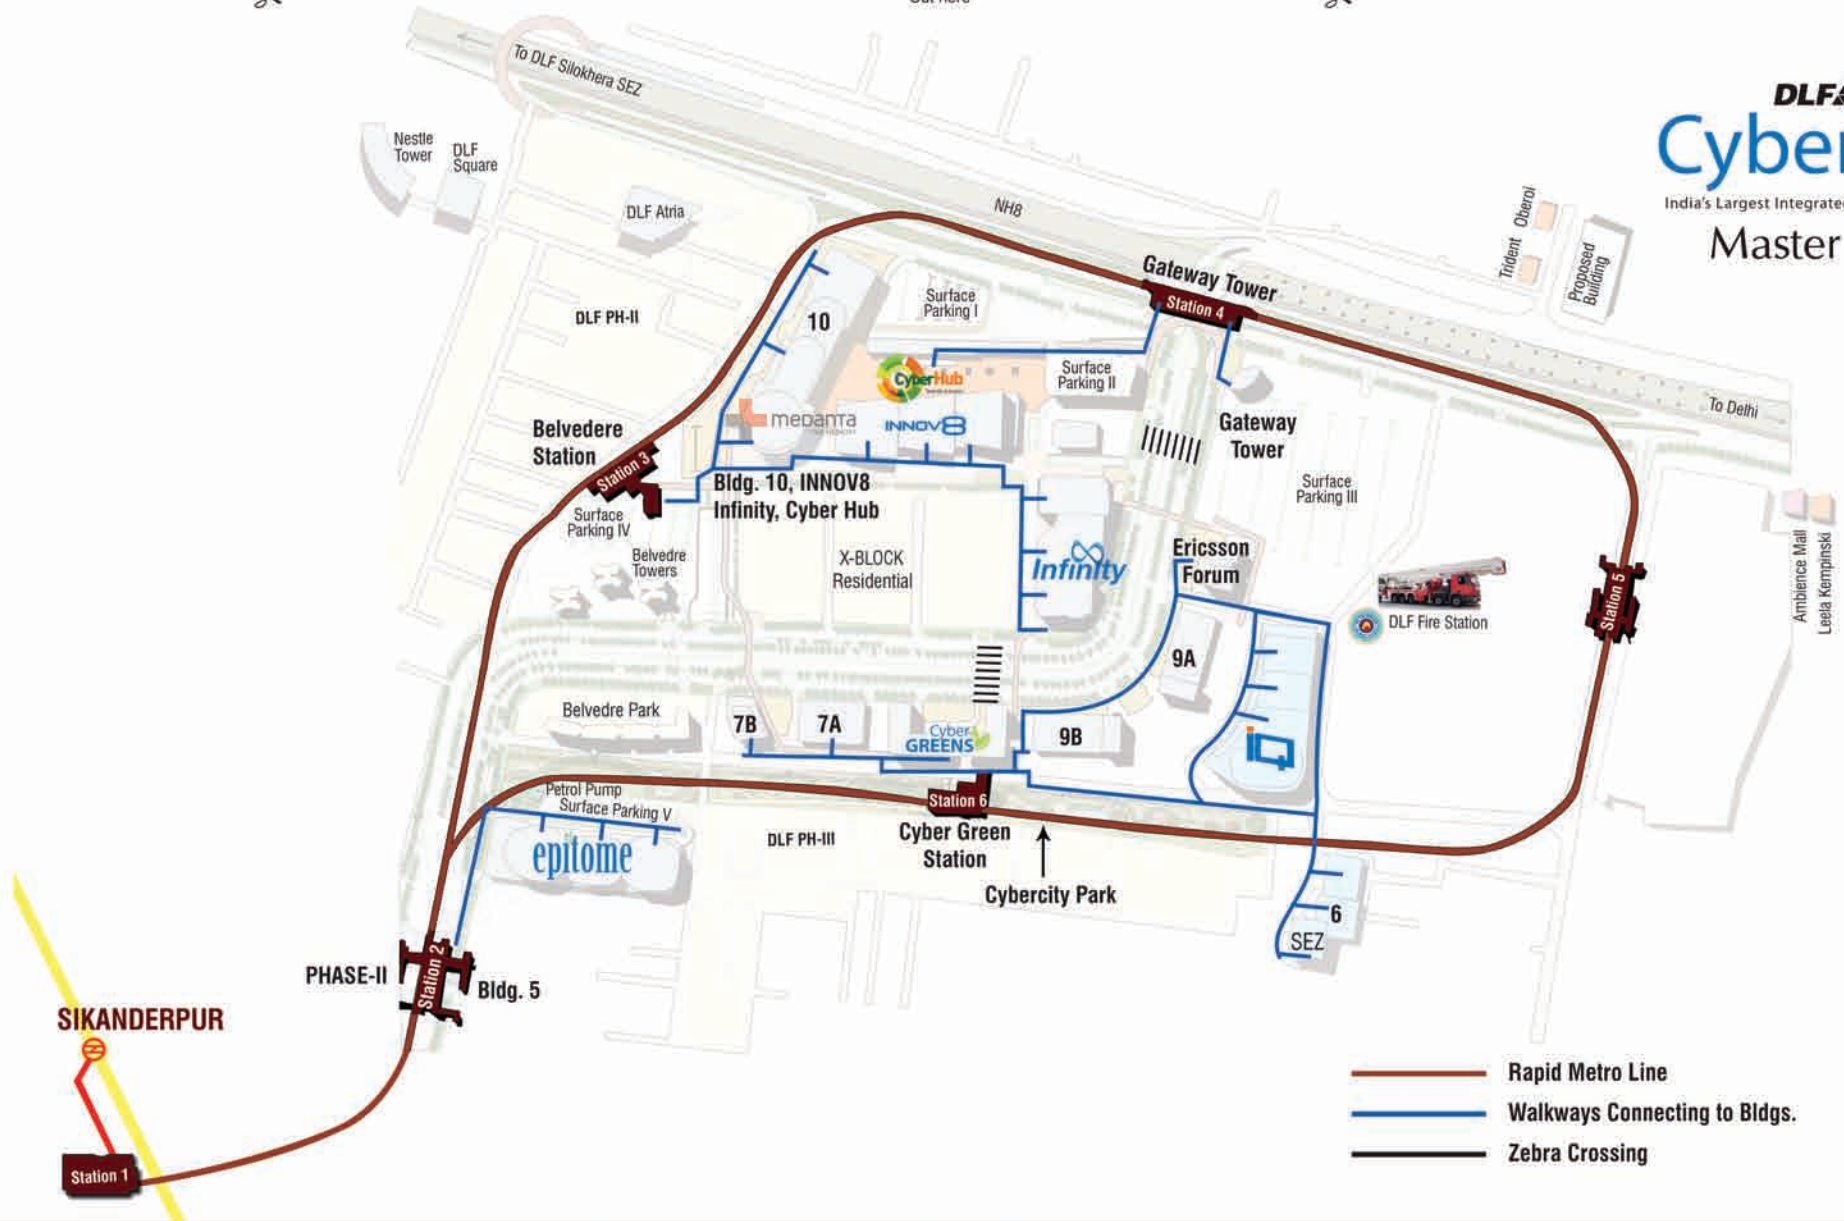 To DLF Silokhera SEZ
DLF
Cyber
India's Largest Integrate
Master
Nestle
Tower
DLF
Square
DLF Atria
NH8
Trident Oberoi
Proposed
Building
Gateway Tower
Station 4
Surface
Parking I
DLF PH-II
10
CyberHub
Surface
Parking II
To Delhi
Belvedere
Station
Station 3
medanta
INNOV8
Gateway
Tower
Bldg. 10, INNOV8
Infinity, Cyber Hub
Surface
Parking III
Surface
Parking IV
Belvedre
Towers
X-BLOCK
Residential
Infinity
Ericsson
Forum
DLF Fire Station
Station 5
Ambience Mall
Leela Kempinski
9A
Belvedre Park
7B
7A
Cyber
GREENS
9B
iQ
Petrol Pump
Surface Parking V
Station 6
epitome
DLF PH-III
Cyber Green
Station
Cybercity Park
6
SEZ
PHASE-II
Station 2
Bldg. 5
SIKANDERPUR
Station 1
Rapid Metro Line
Walkways Connecting to Bldgs.
Zebra Crossing